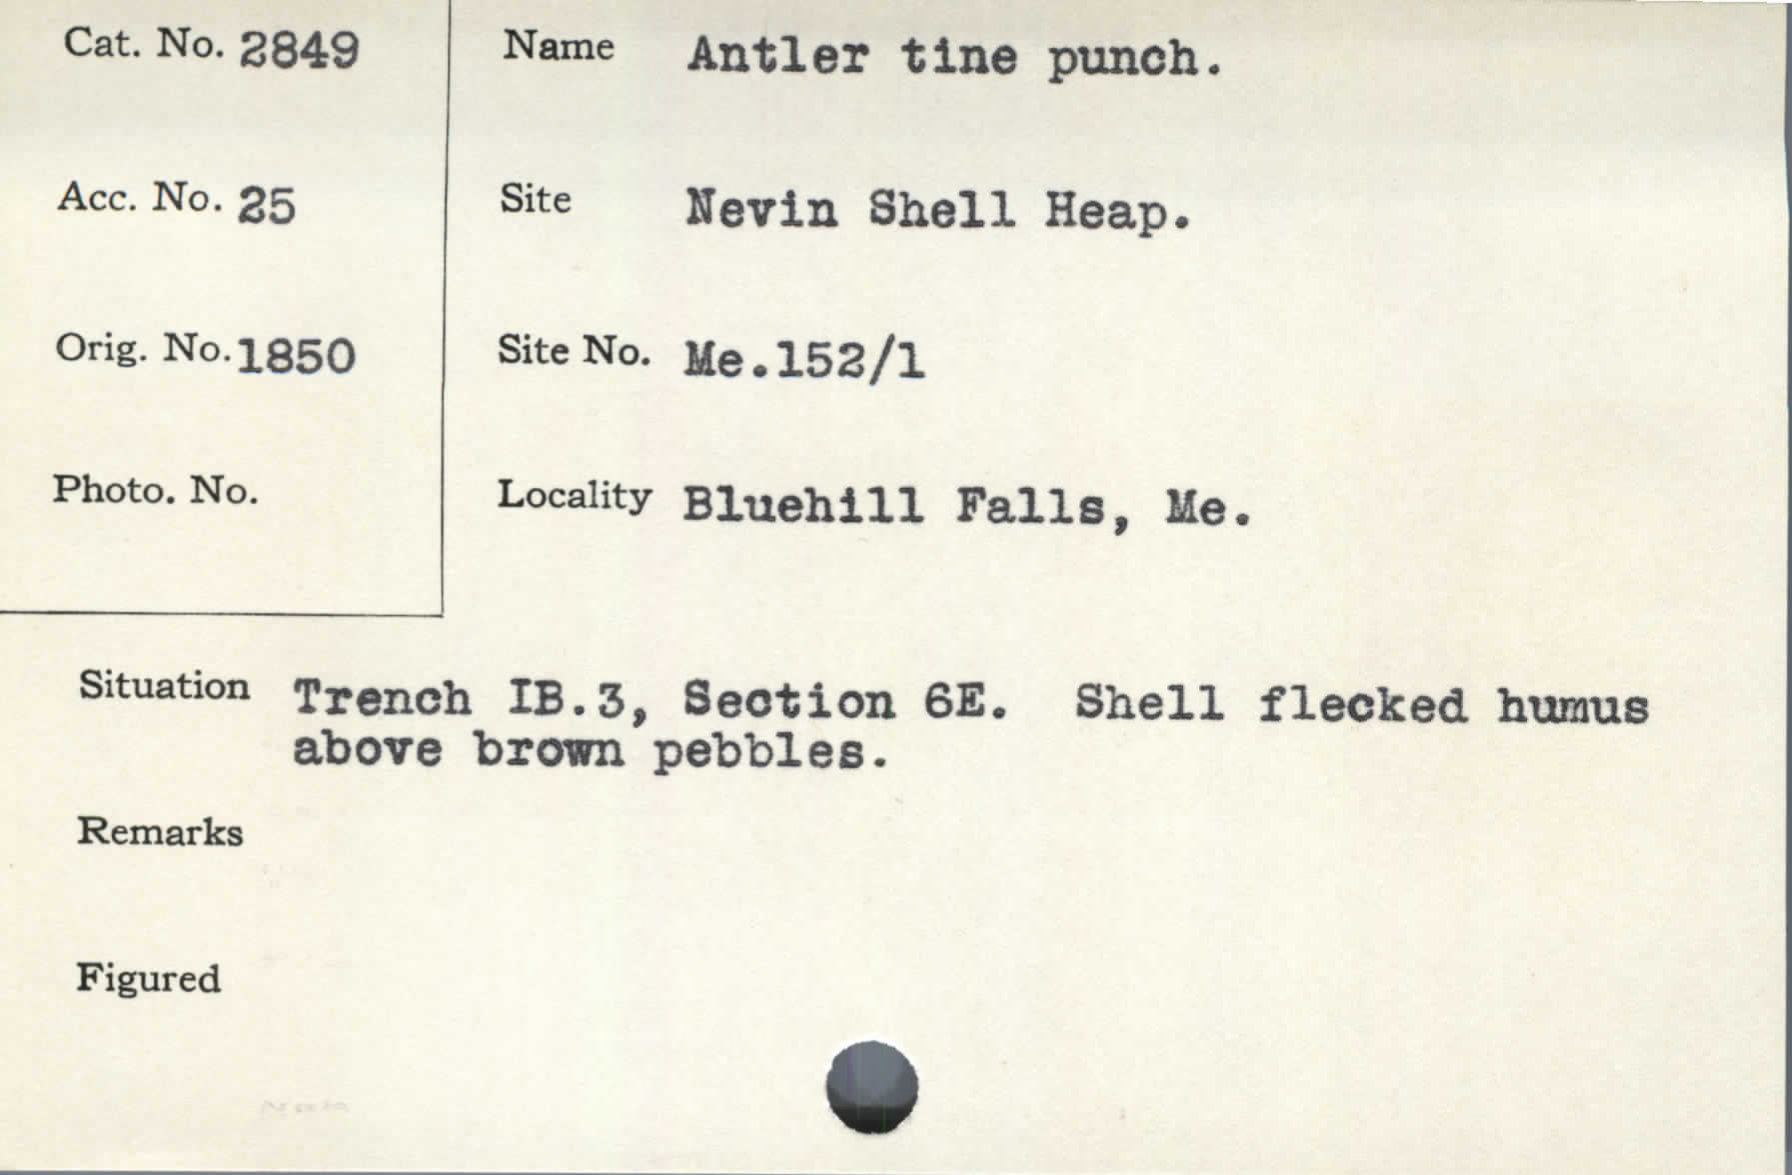 Cat. No. 2849
Name Antler tine punch.
Acc. No. 25
Site Nevin Shell Heap.
Orig. No. 1850
Site No. Me.152/1
Photo. No.
Locality Bluehill Falls, Me.
Situation Trench IB.3, Section 6E. Shell flecked humus
above brown pebbles.
Remarks
Figured